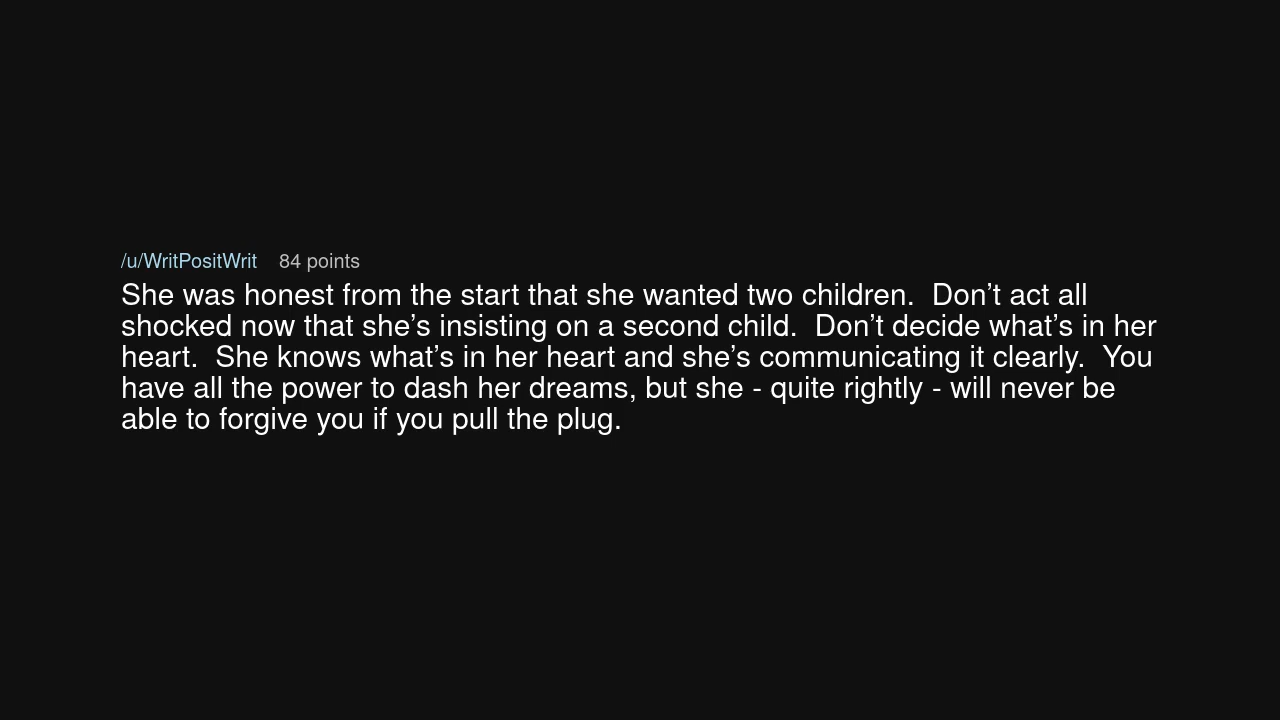 /u/WritPositWrit 84 points
She was honest from the start that she wanted two children.  Don’t act all
shocked now that she’s insisting on a second child.  Don’t decide what’s in her
heart.  She knows what’s in her heart and she’s communicating it clearly.  You
have all the power to dash her dreams, but she - quite rightly - will never be
able to forgive you if you pull the plug.